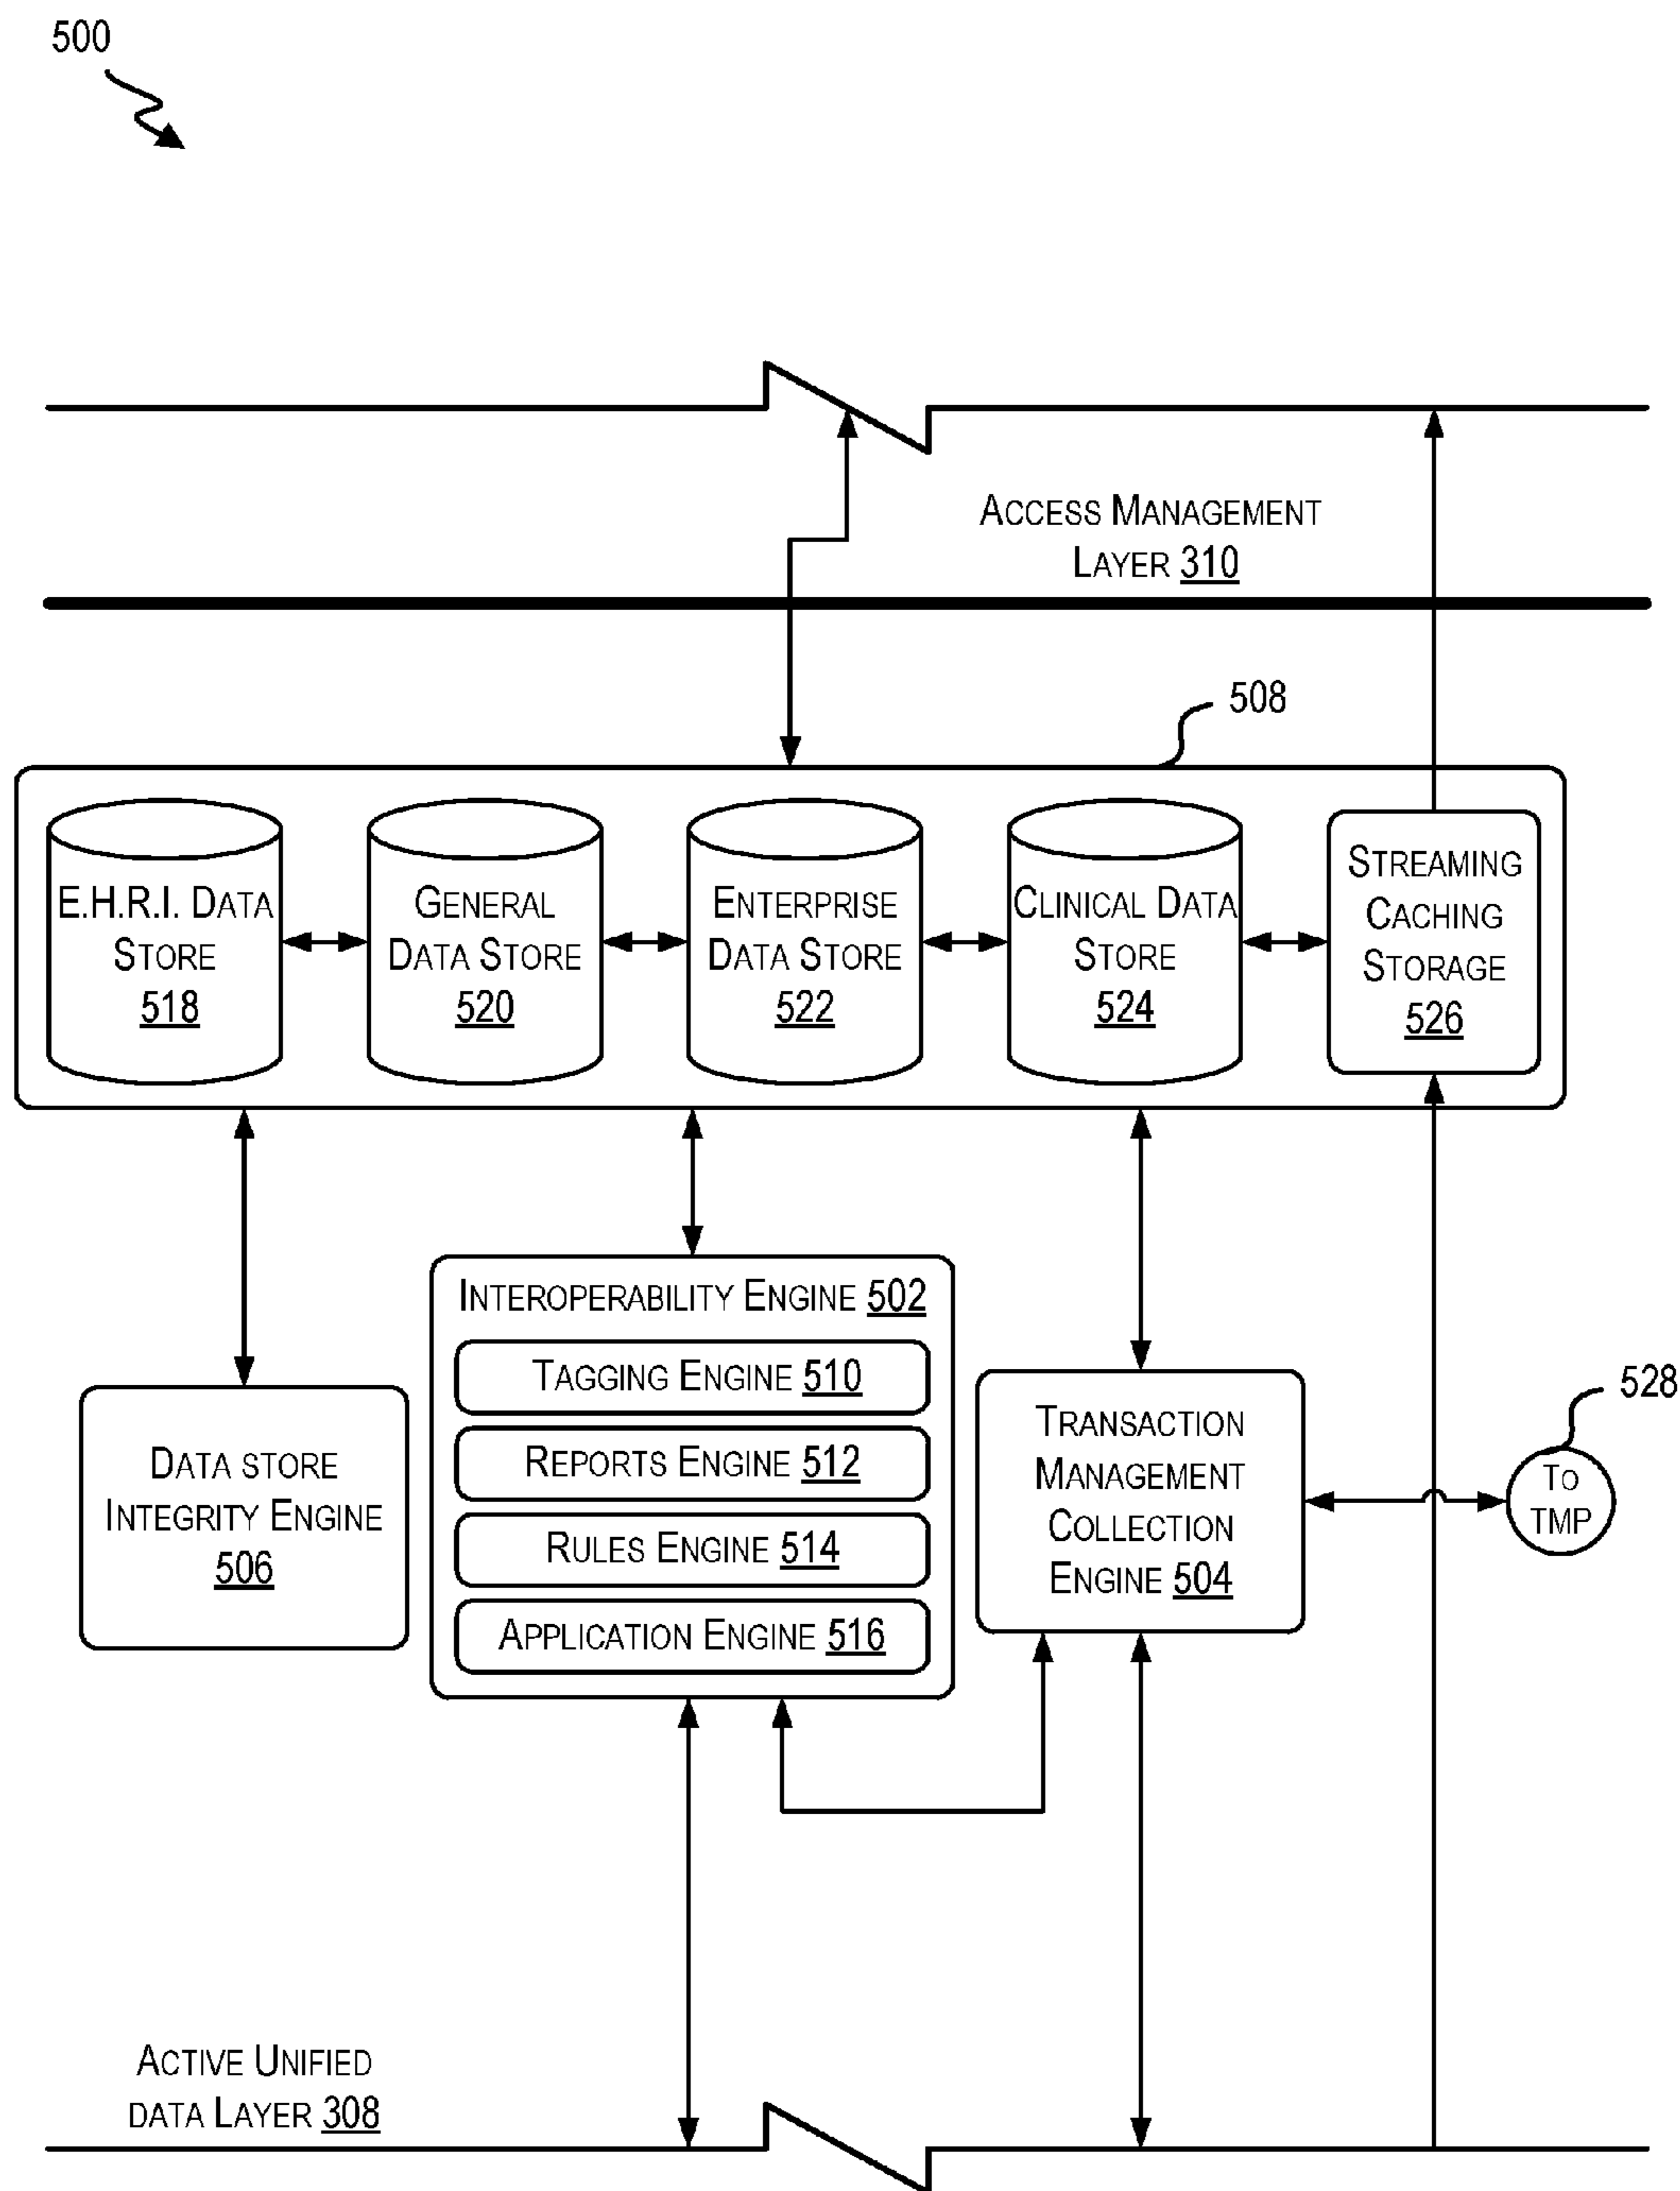 500
ACCESS MANAGEMENT
LAYER 310
508
E.H.R.I. DATA
STORE
518
GENERAL
DATA STORE
520
ENTERPRISE
DATA STORE
522
CLINICAL DATA
STORE
524
STREAMING
CACHING
STORAGE
526
INTEROPERABILITY ENGINE 502
TAGGING ENGINE 510
REPORTS ENGINE 512
RULES ENGINE 514
APPLICATION ENGINE 516
DATA STORE
INTEGRITY ENGINE
506
TRANSACTION
MANAGEMENT
COLLECTION
ENGINE 504
528
TO
TMP
ACTIVE UNIFIED
DATA LAYER 308